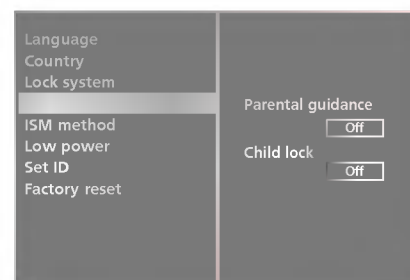 Language
Country
Lock system
ISM method
Low power
Set ID
Factory reset
Parental guidance
Off
Child lock
Off